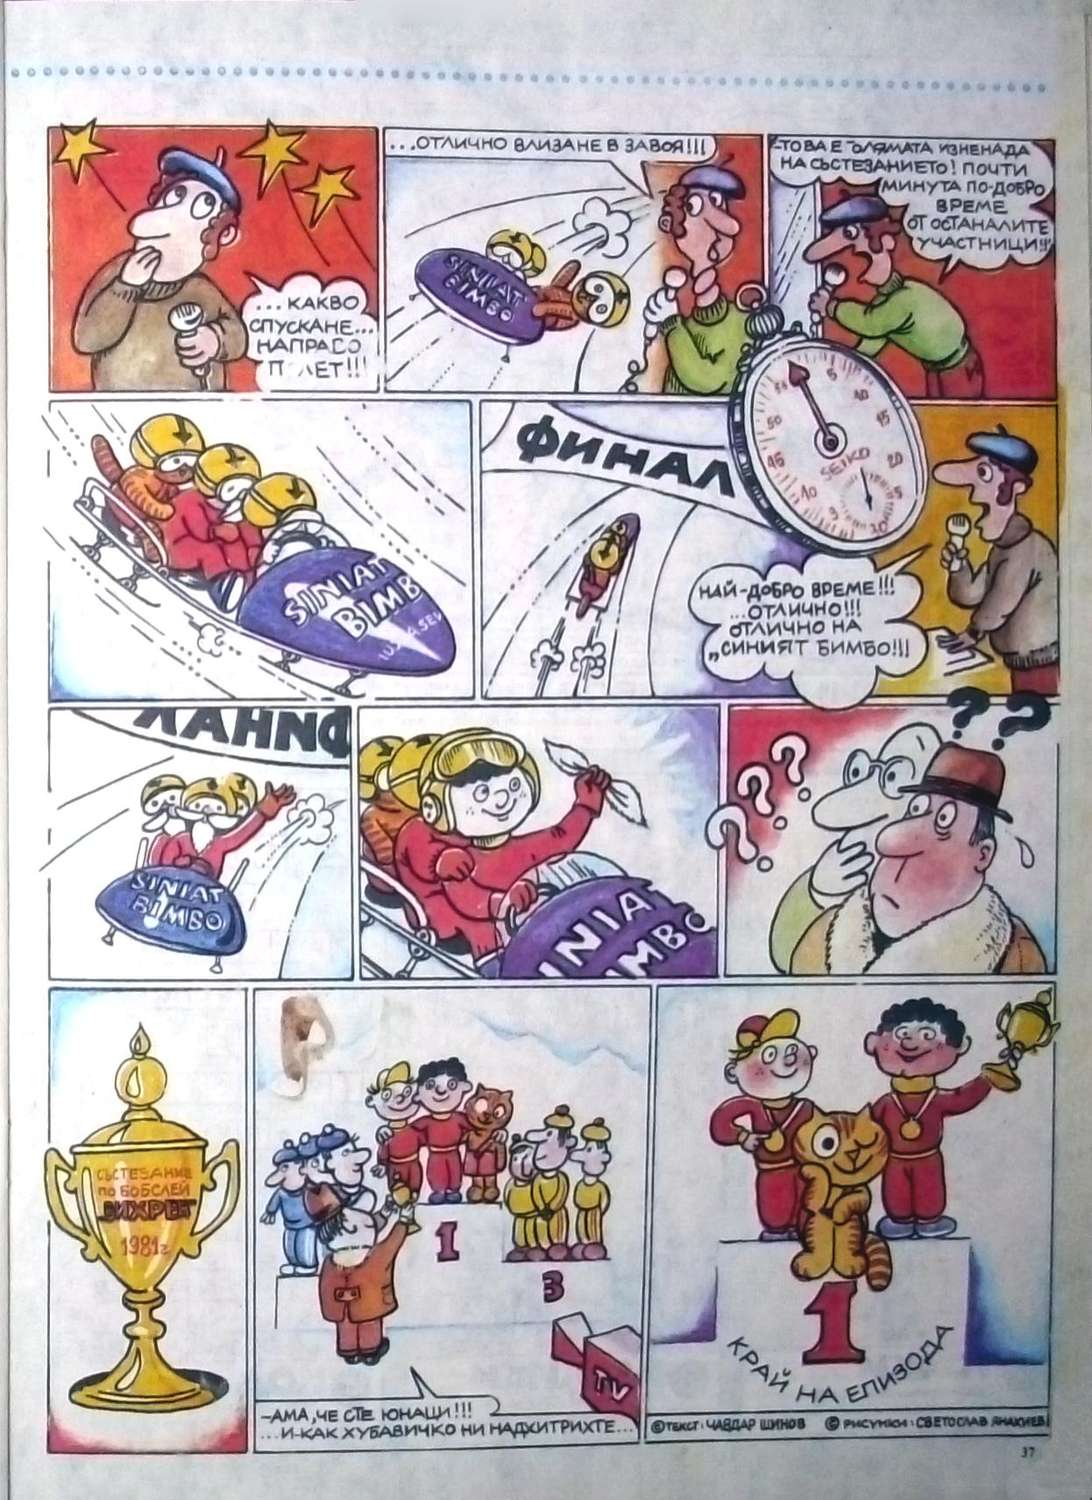 ...КАКВО
СПУСКАНЕ...
НАПРАВО
ПОЛЕТ!!!
...ОТЛИЧНО ВЛИЗАНЕ В ЗАВОЯ!!!
SINIAT
BIMBO
-ТОВА Е ГОЛЯМАТА ИЗНЕНАДА
НА СЪСТЕЗАНИЕТО! ПОЧТИ
МИНУТА ПО-ДОБРО
ВРЕМЕ
ОТ ОСТАНАЛИТЕ
УЧАСТНИЦИ!!!
SINIAT
BIMB
ФИНАЛ
SEIKO
НАЙ-ДОБРО ВРЕМЕ!!!
...ОТЛИЧНО!!!
ОТЛИЧНО НА
„СИНИЯТ БИМБО!!!
ФИНАЛ
SINIAT
BIMBO
INIA
IMBO
? ? ? ? ?
СЪСТЕЗАНИЕ
ПО БОБСЛЕЙ
"ВИХРЕН"
1981г.
1
3
TV
-АМА, ЧЕ СТЕ ЮНАЦИ!!!
...И-КАК ХУБАВИЧКО НИ НАДХИТРИХТЕ...
1
КРАЙ НА ЕПИЗОДА
©ТЕКСТ: ЧАВДАР ШИНОВ © РИСУНКИ: СВЕТОСЛАВ ЯНАКИЕВ
37